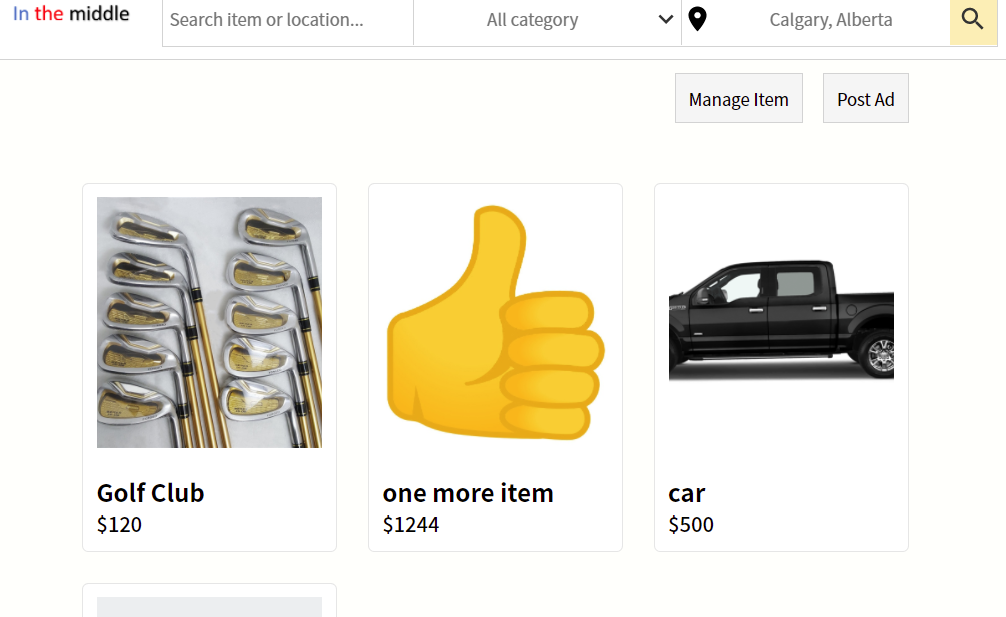 In the middle
Search item or location...
All category
Calgary, Alberta
Manage Item
Post Ad
Golf Club
$120
one more item
$1244
car
$500